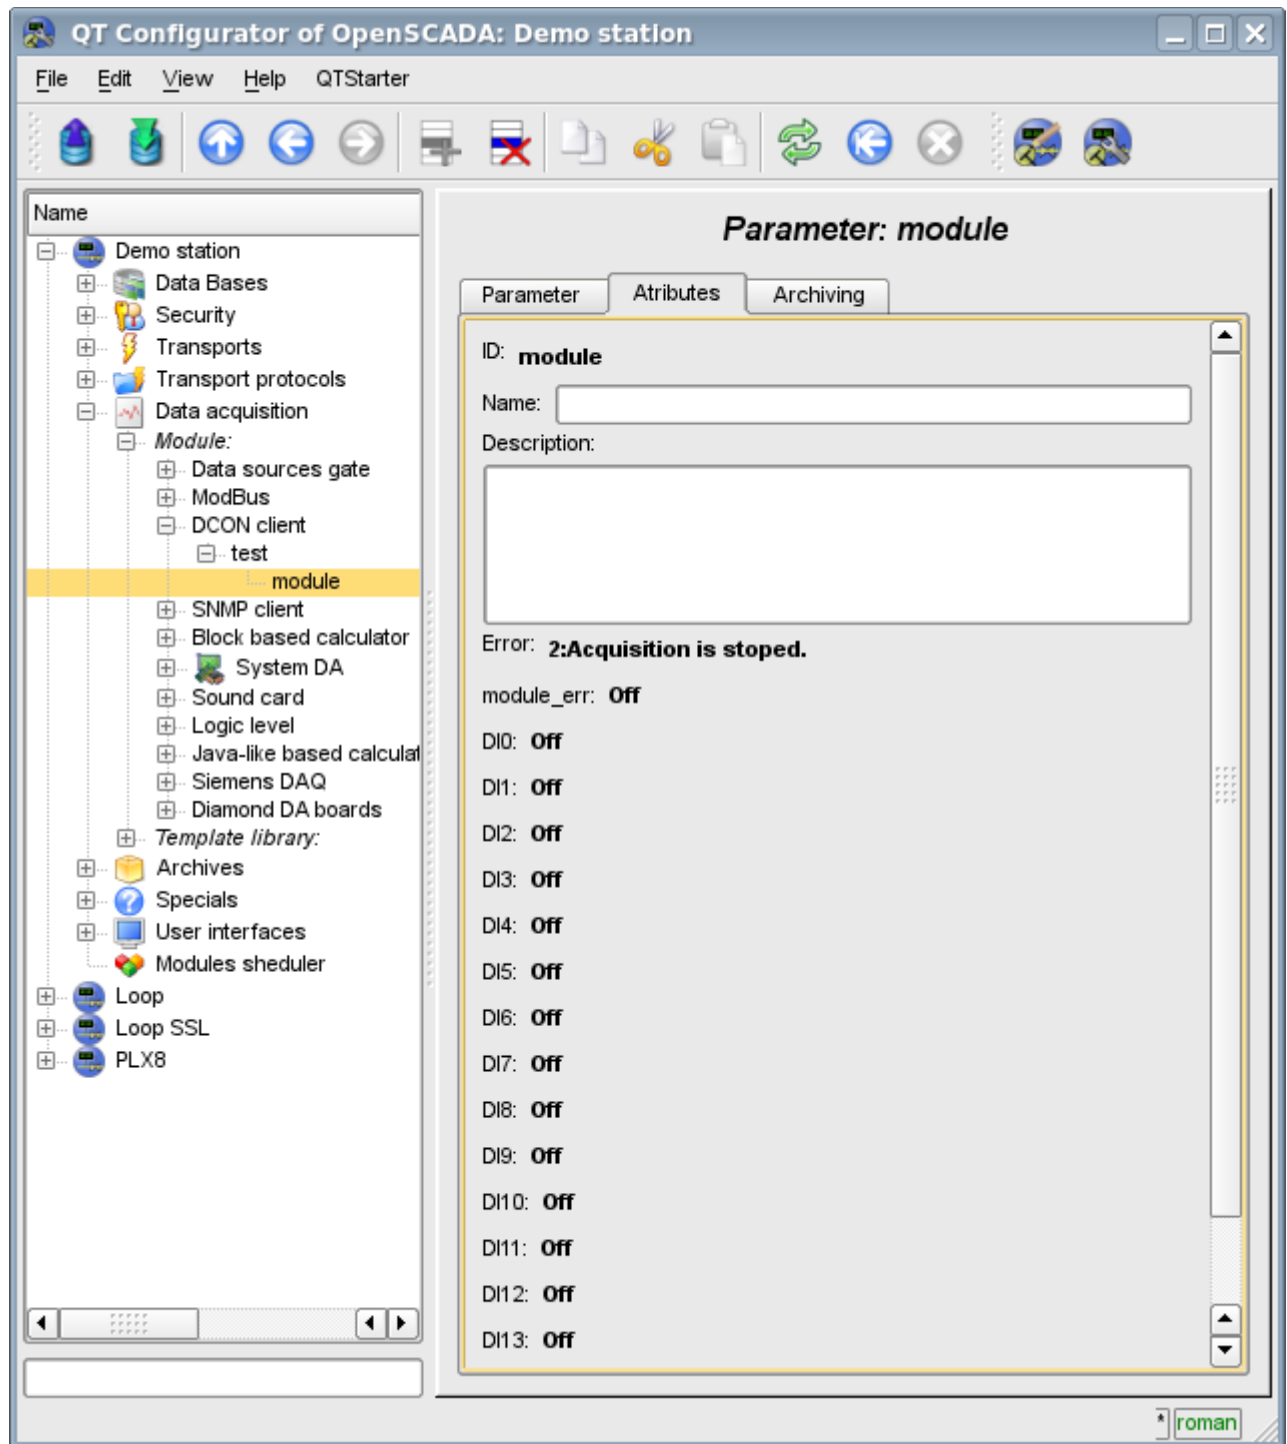 QT Configurator of OpenSCADA: Demo station
File Edit View Help QTStarter
Name
Demo station
Data Bases
Security
Transports
Transport protocols
Data acquisition
Module:
Data sources gate
ModBus
DCON client
test
module
SNMP client
Block based calculator
System DA
Sound card
Logic level
Java-like based calculat
Siemens DAQ
Diamond DA boards
Template library:
Archives
Specials
User interfaces
Modules sheduler
Loop
Loop SSL
PLX8
Parameter: module
Parameter Atributes Archiving
ID: module
Name:
Description:
Error: 2:Acquisition is stoped.
module_err: Off
DI0: Off
DI1: Off
DI2: Off
DI3: Off
DI4: Off
DI5: Off
DI6: Off
DI7: Off
DI8: Off
DI9: Off
DI10: Off
DI11: Off
DI12: Off
DI13: Off
* roman